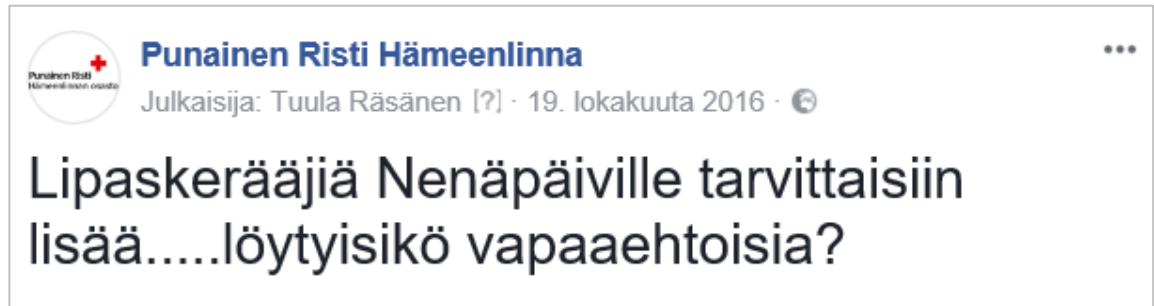 Punainen Risti
Hämeenlinnan osasto
Punainen Risti Hämeenlinna
Julkaisija: Tuula Räsänen [?] · 19. lokakuuta 2016 ·
Lipaskerääjiä Nenäpäiville tarvittaisiin
lisää.....löytyisikö vapaaehtoisia?